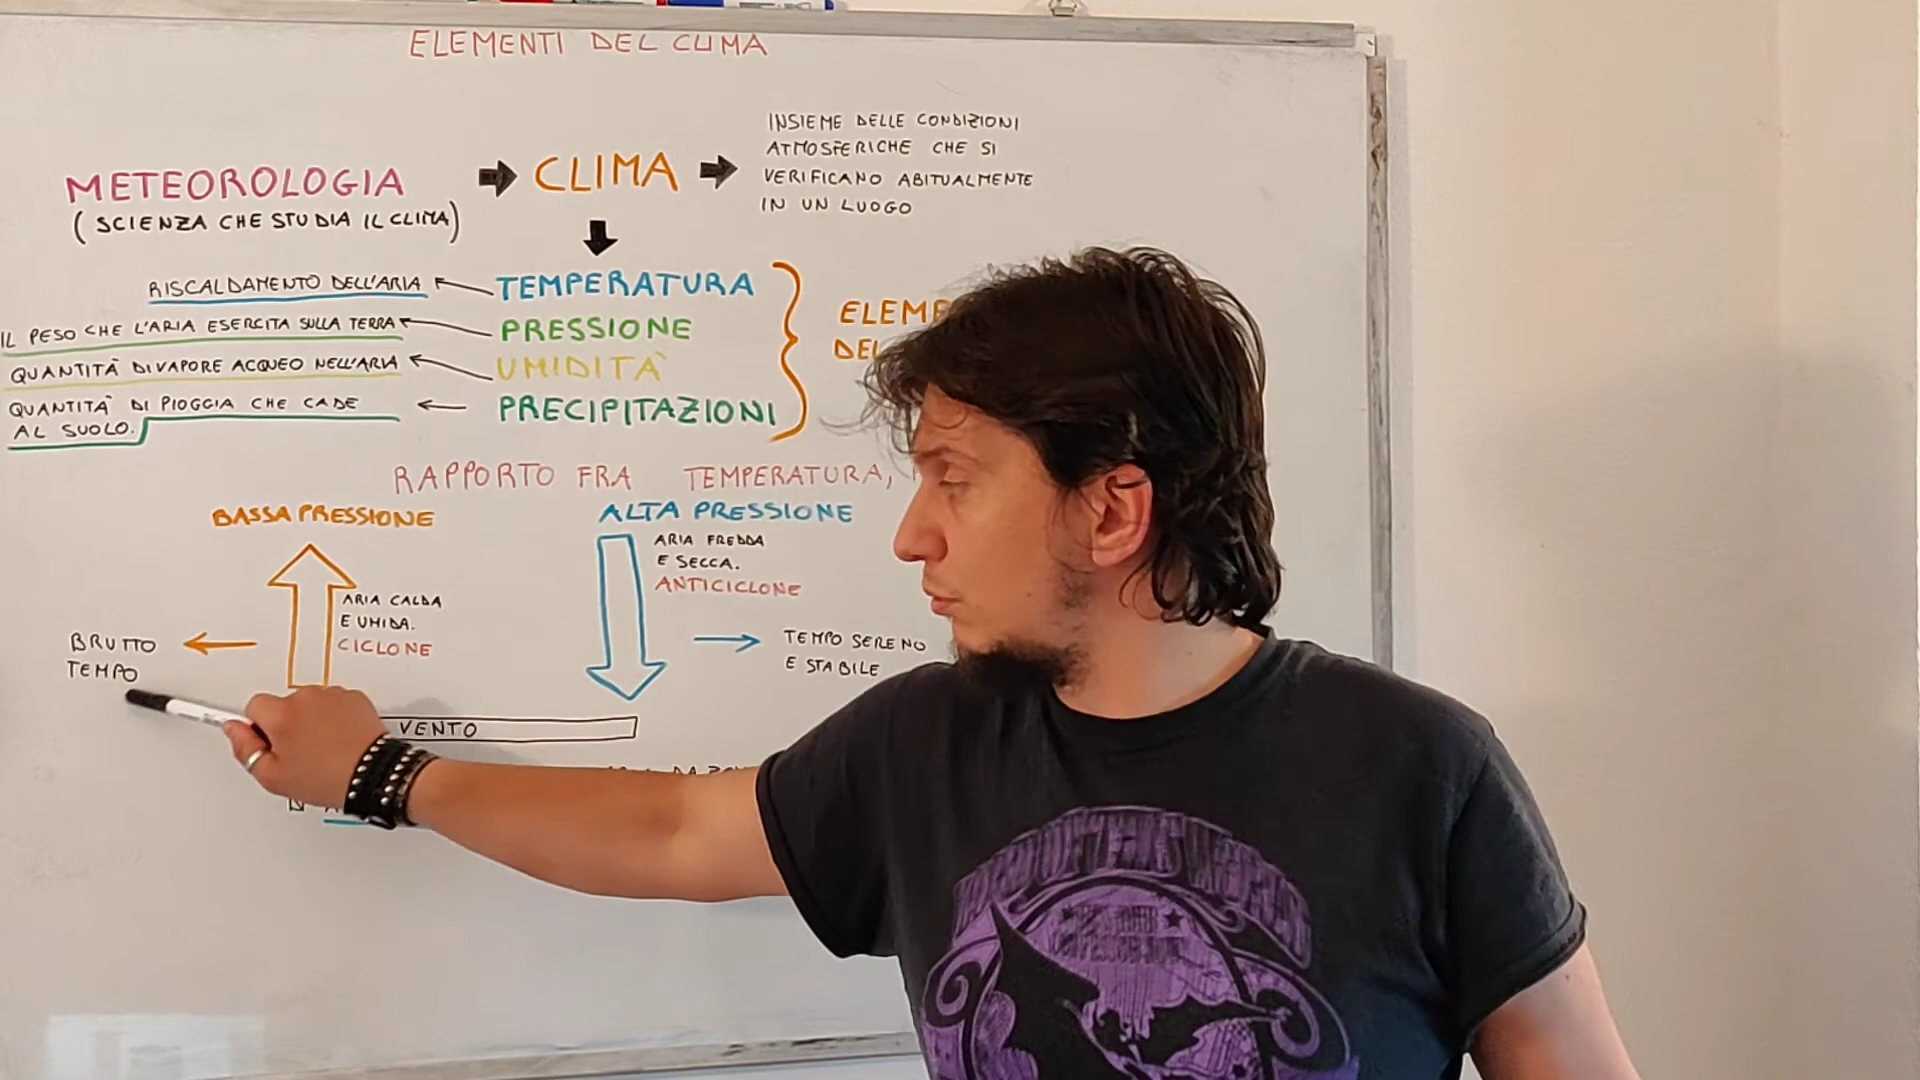 ELEMENTI DEL CLIMA
METEOROLOGIA
(SCIENZA CHE STUDIA IL CLIMA)
CLIMA
INSIEME DELLE CONDIZIONI
ATMOSFERICHE CHE SI
VERIFICANO ABITUALMENTE
IN UN LUOGO
RISCALDAMENTO DELL'ARIA
TEMPERATURA
IL PESO CHE L'ARIA ESERCITA SULLA TERRA
PRESSIONE
QUANTITÀ DI VAPORE ACQUEO NELL'ARIA
UMIDITÀ
QUANTITÀ DI PIOGGIA CHE CADE
AL SUOLO.
PRECIPITAZIONI
DEL
RAPPORTO FRA TEMPERATURA,
BASSA PRESSIONE
ARIA CALDA
E UMIDA.
CICLONE
BRUTTO
TEMPO
ALTA PRESSIONE
ARIA FREDDA
E SECCA.
ANTICICLONE
TEMPO SERENO
E STABILE
VENTO